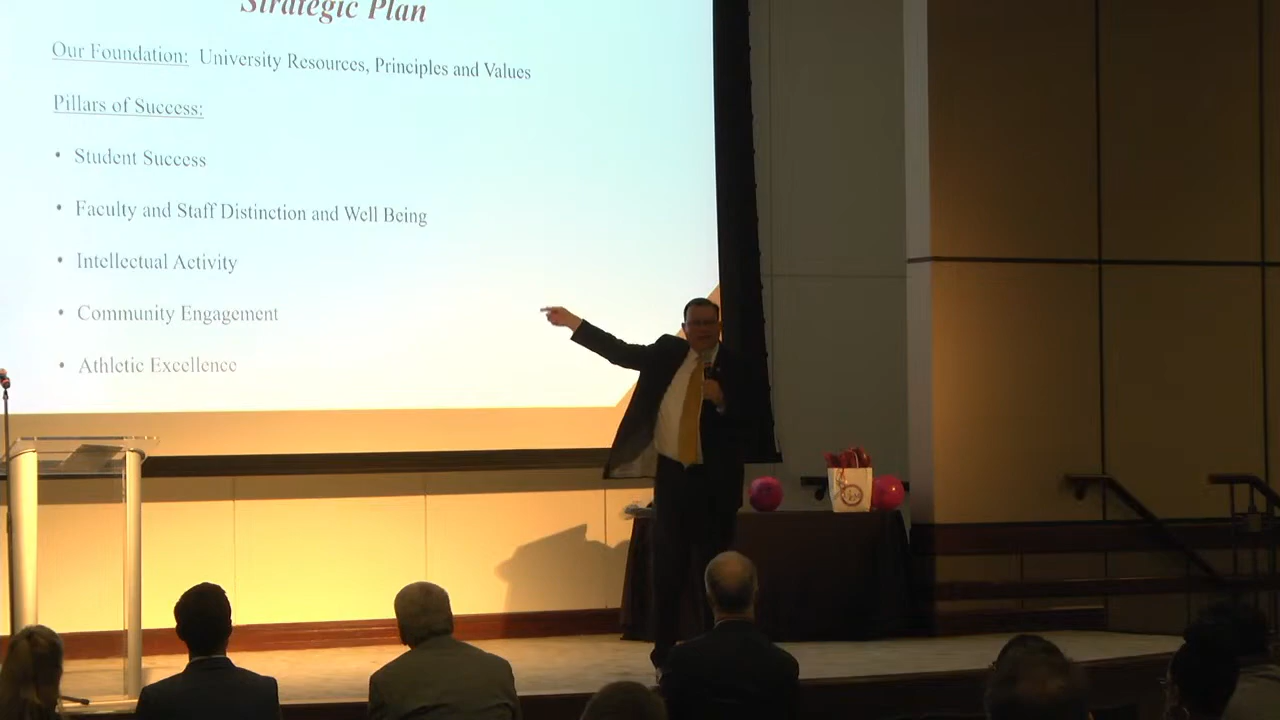 Strategic Plan
Our Foundation: University Resources, Principles and Values
Pillars of Success:
• Student Success
• Faculty and Staff Distinction and Well Being
• Intellectual Activity
• Community Engagement
• Athletic Excellence